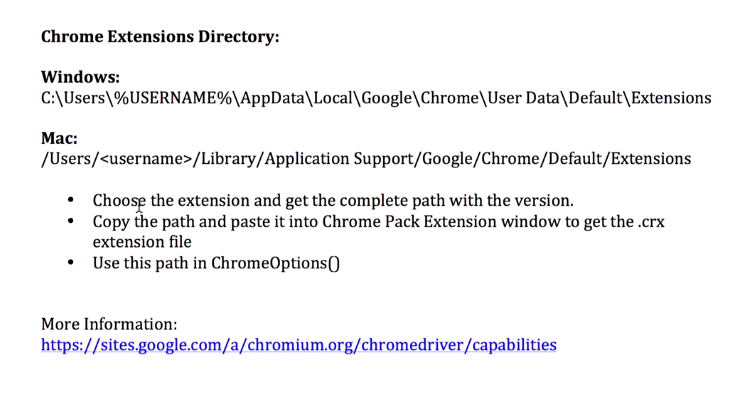 Chrome Extensions Directory:
Windows:
C:\Users\%USERNAME%\AppData\Local\Google\Chrome\User Data\Default\Extensions
Mac:
/Users/<username>/Library/Application Support/Google/Chrome/Default/Extensions
• Choose the extension and get the complete path with the version.
• Copy the path and paste it into Chrome Pack Extension window to get the .crx
extension file
• Use this path in ChromeOptions()
More Information:
https://sites.google.com/a/chromium.org/chromedriver/capabilities